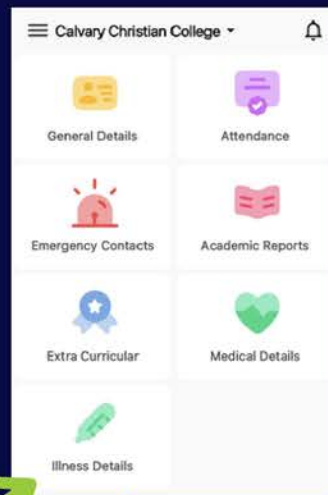 Calvary Christian College
General Details
Attendance
Emergency Contacts
Academic Reports
Extra Curricular
Medical Details
Illness Details